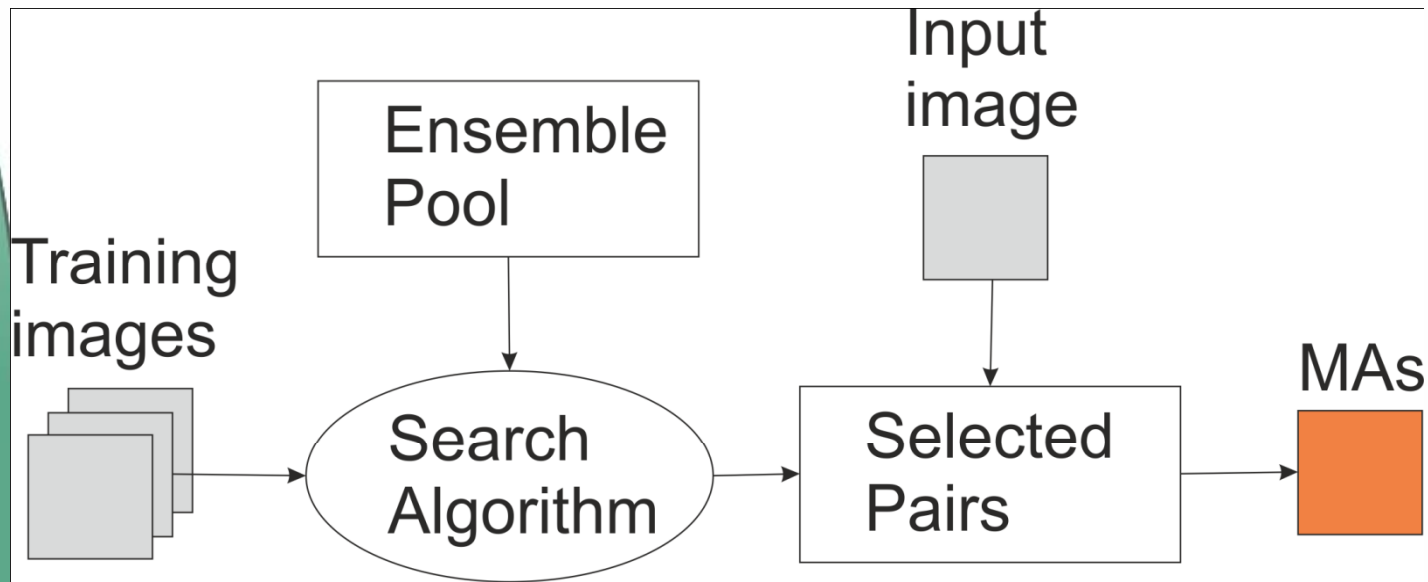 Input
image
Ensemble
Pool
Training
images
MAs
Search
Algorithm
Selected
Pairs